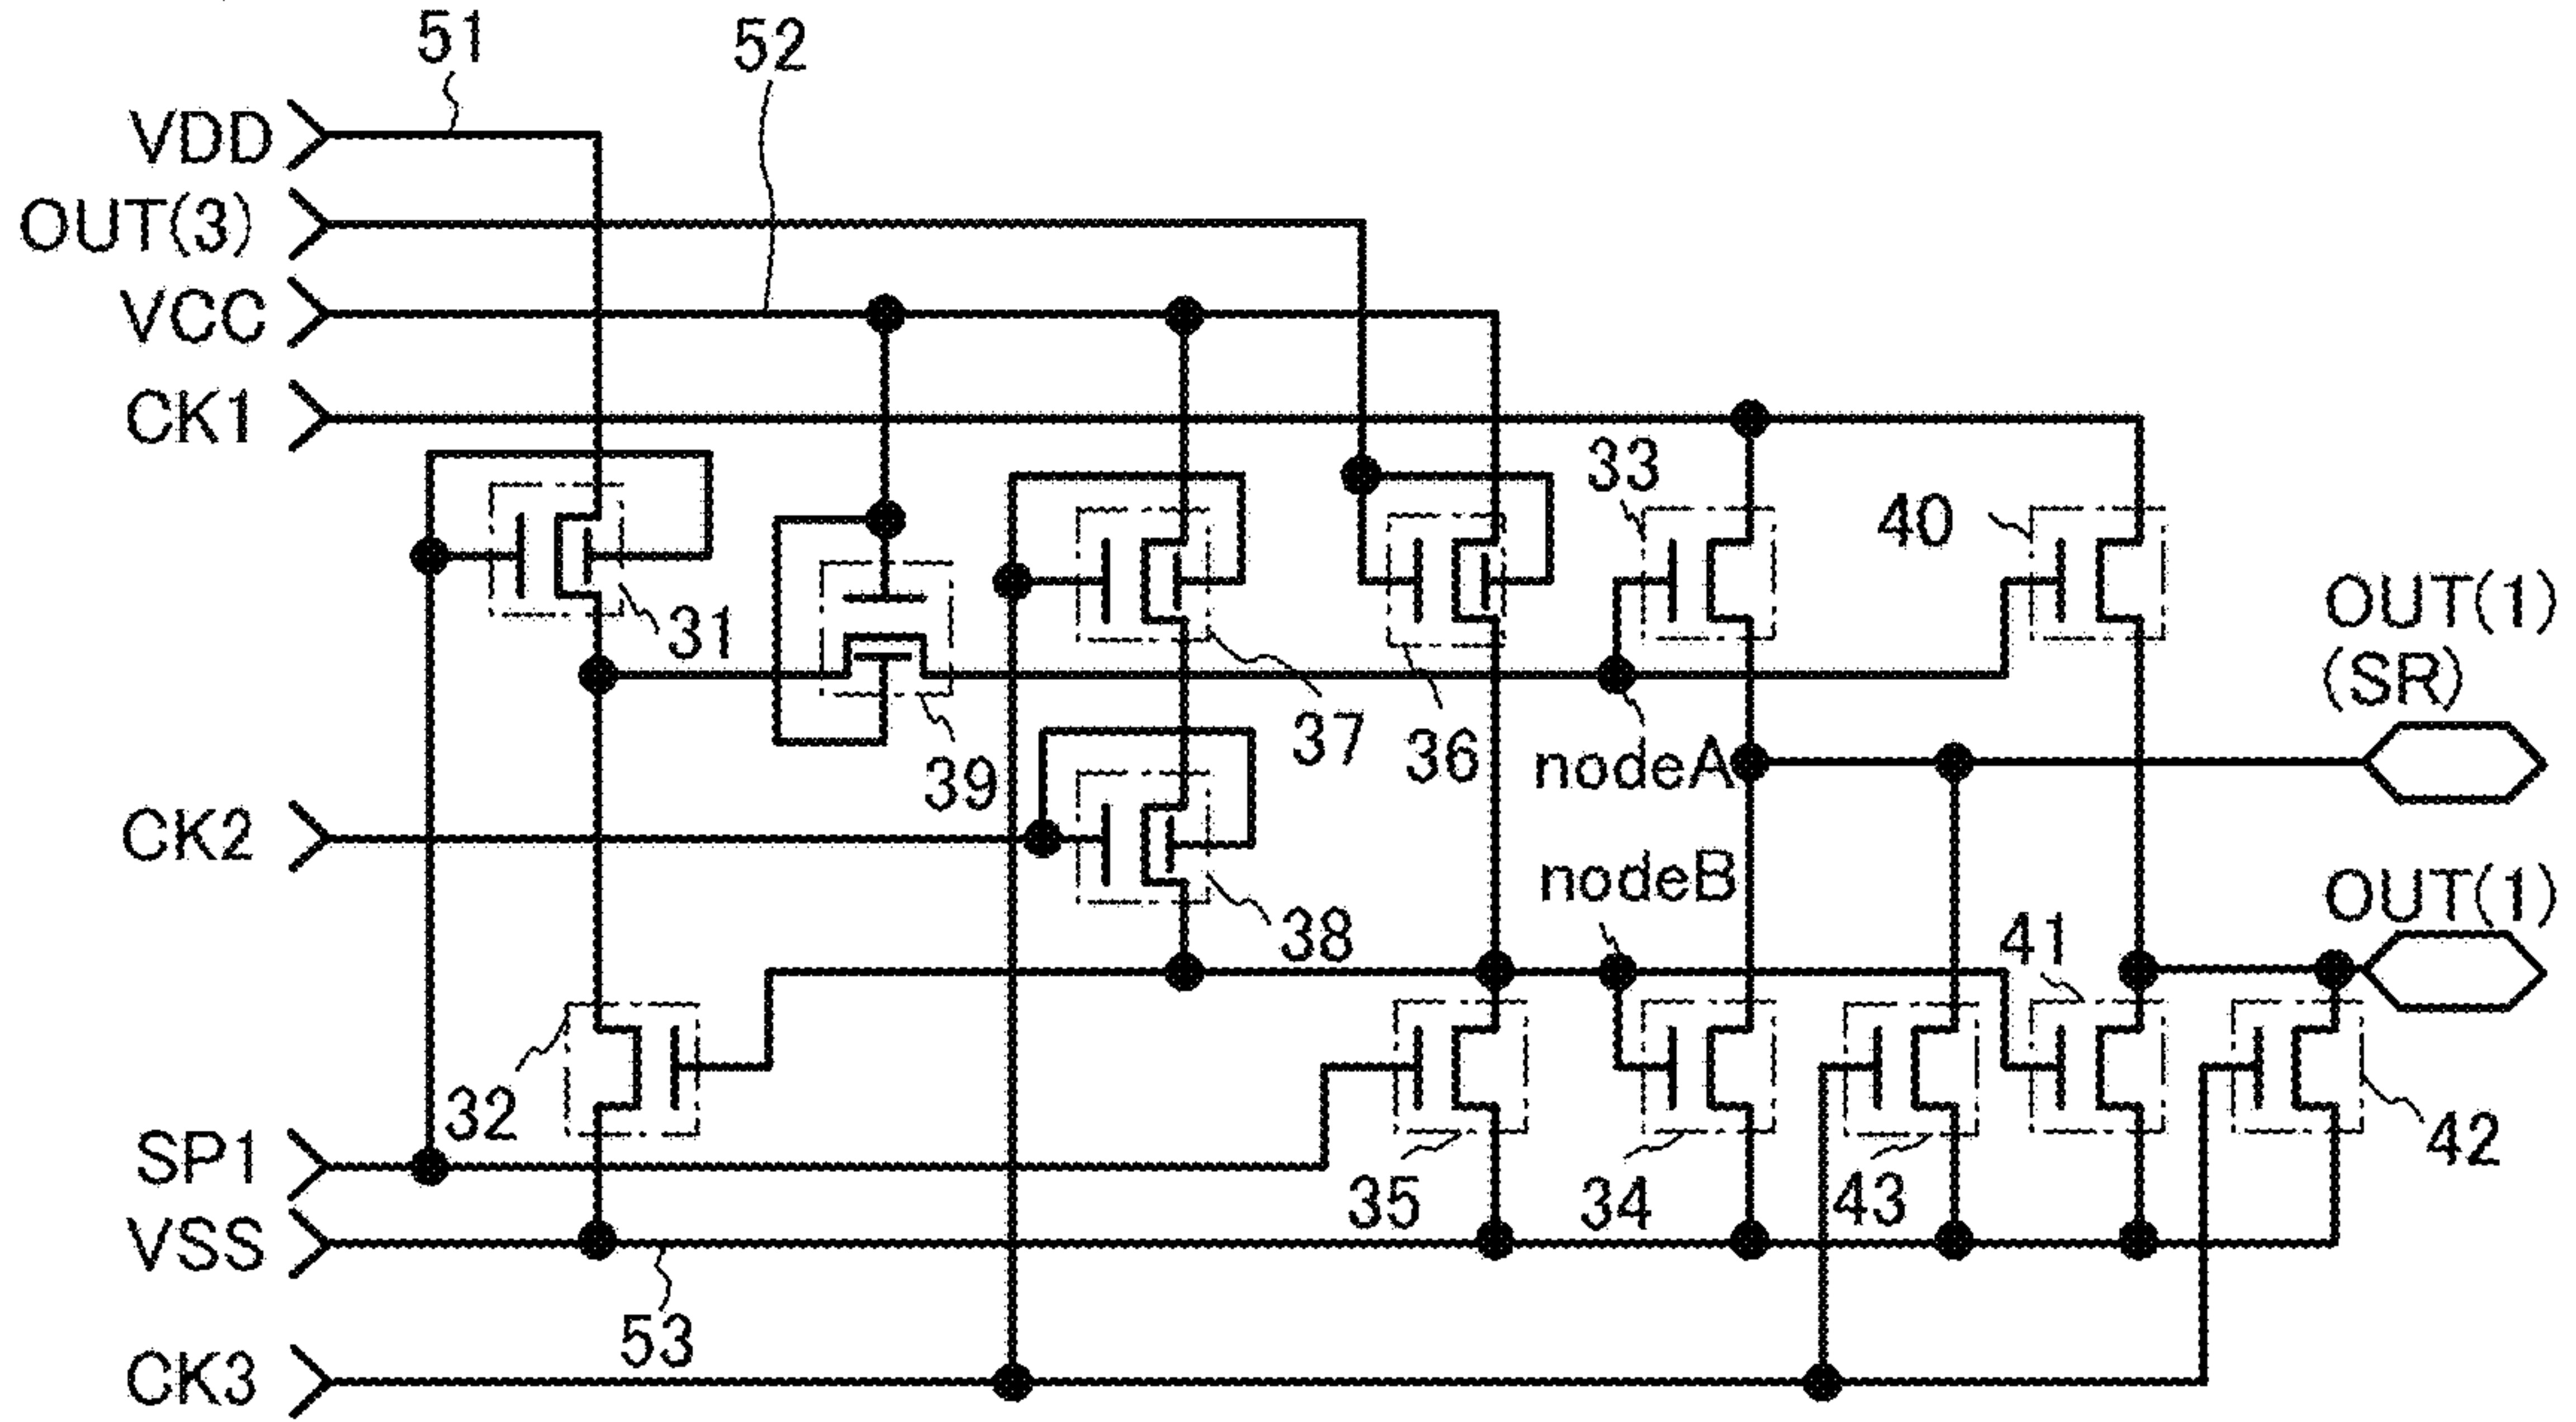 51
52
VDD
OUT(3)
VCC
CK1
33
40
31
OUT(1)
(SR)
37
36
nodeA
39
CK2
nodeB
OUT(1)
38
41
32
SP1
35
34
43
42
VSS
53
CK3